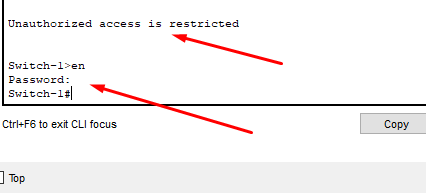 Unauthorized access is restricted
Switch-1>en
Password:
Switch-1#
Ctrl+F6 to exit CLI focus
Copy
Top